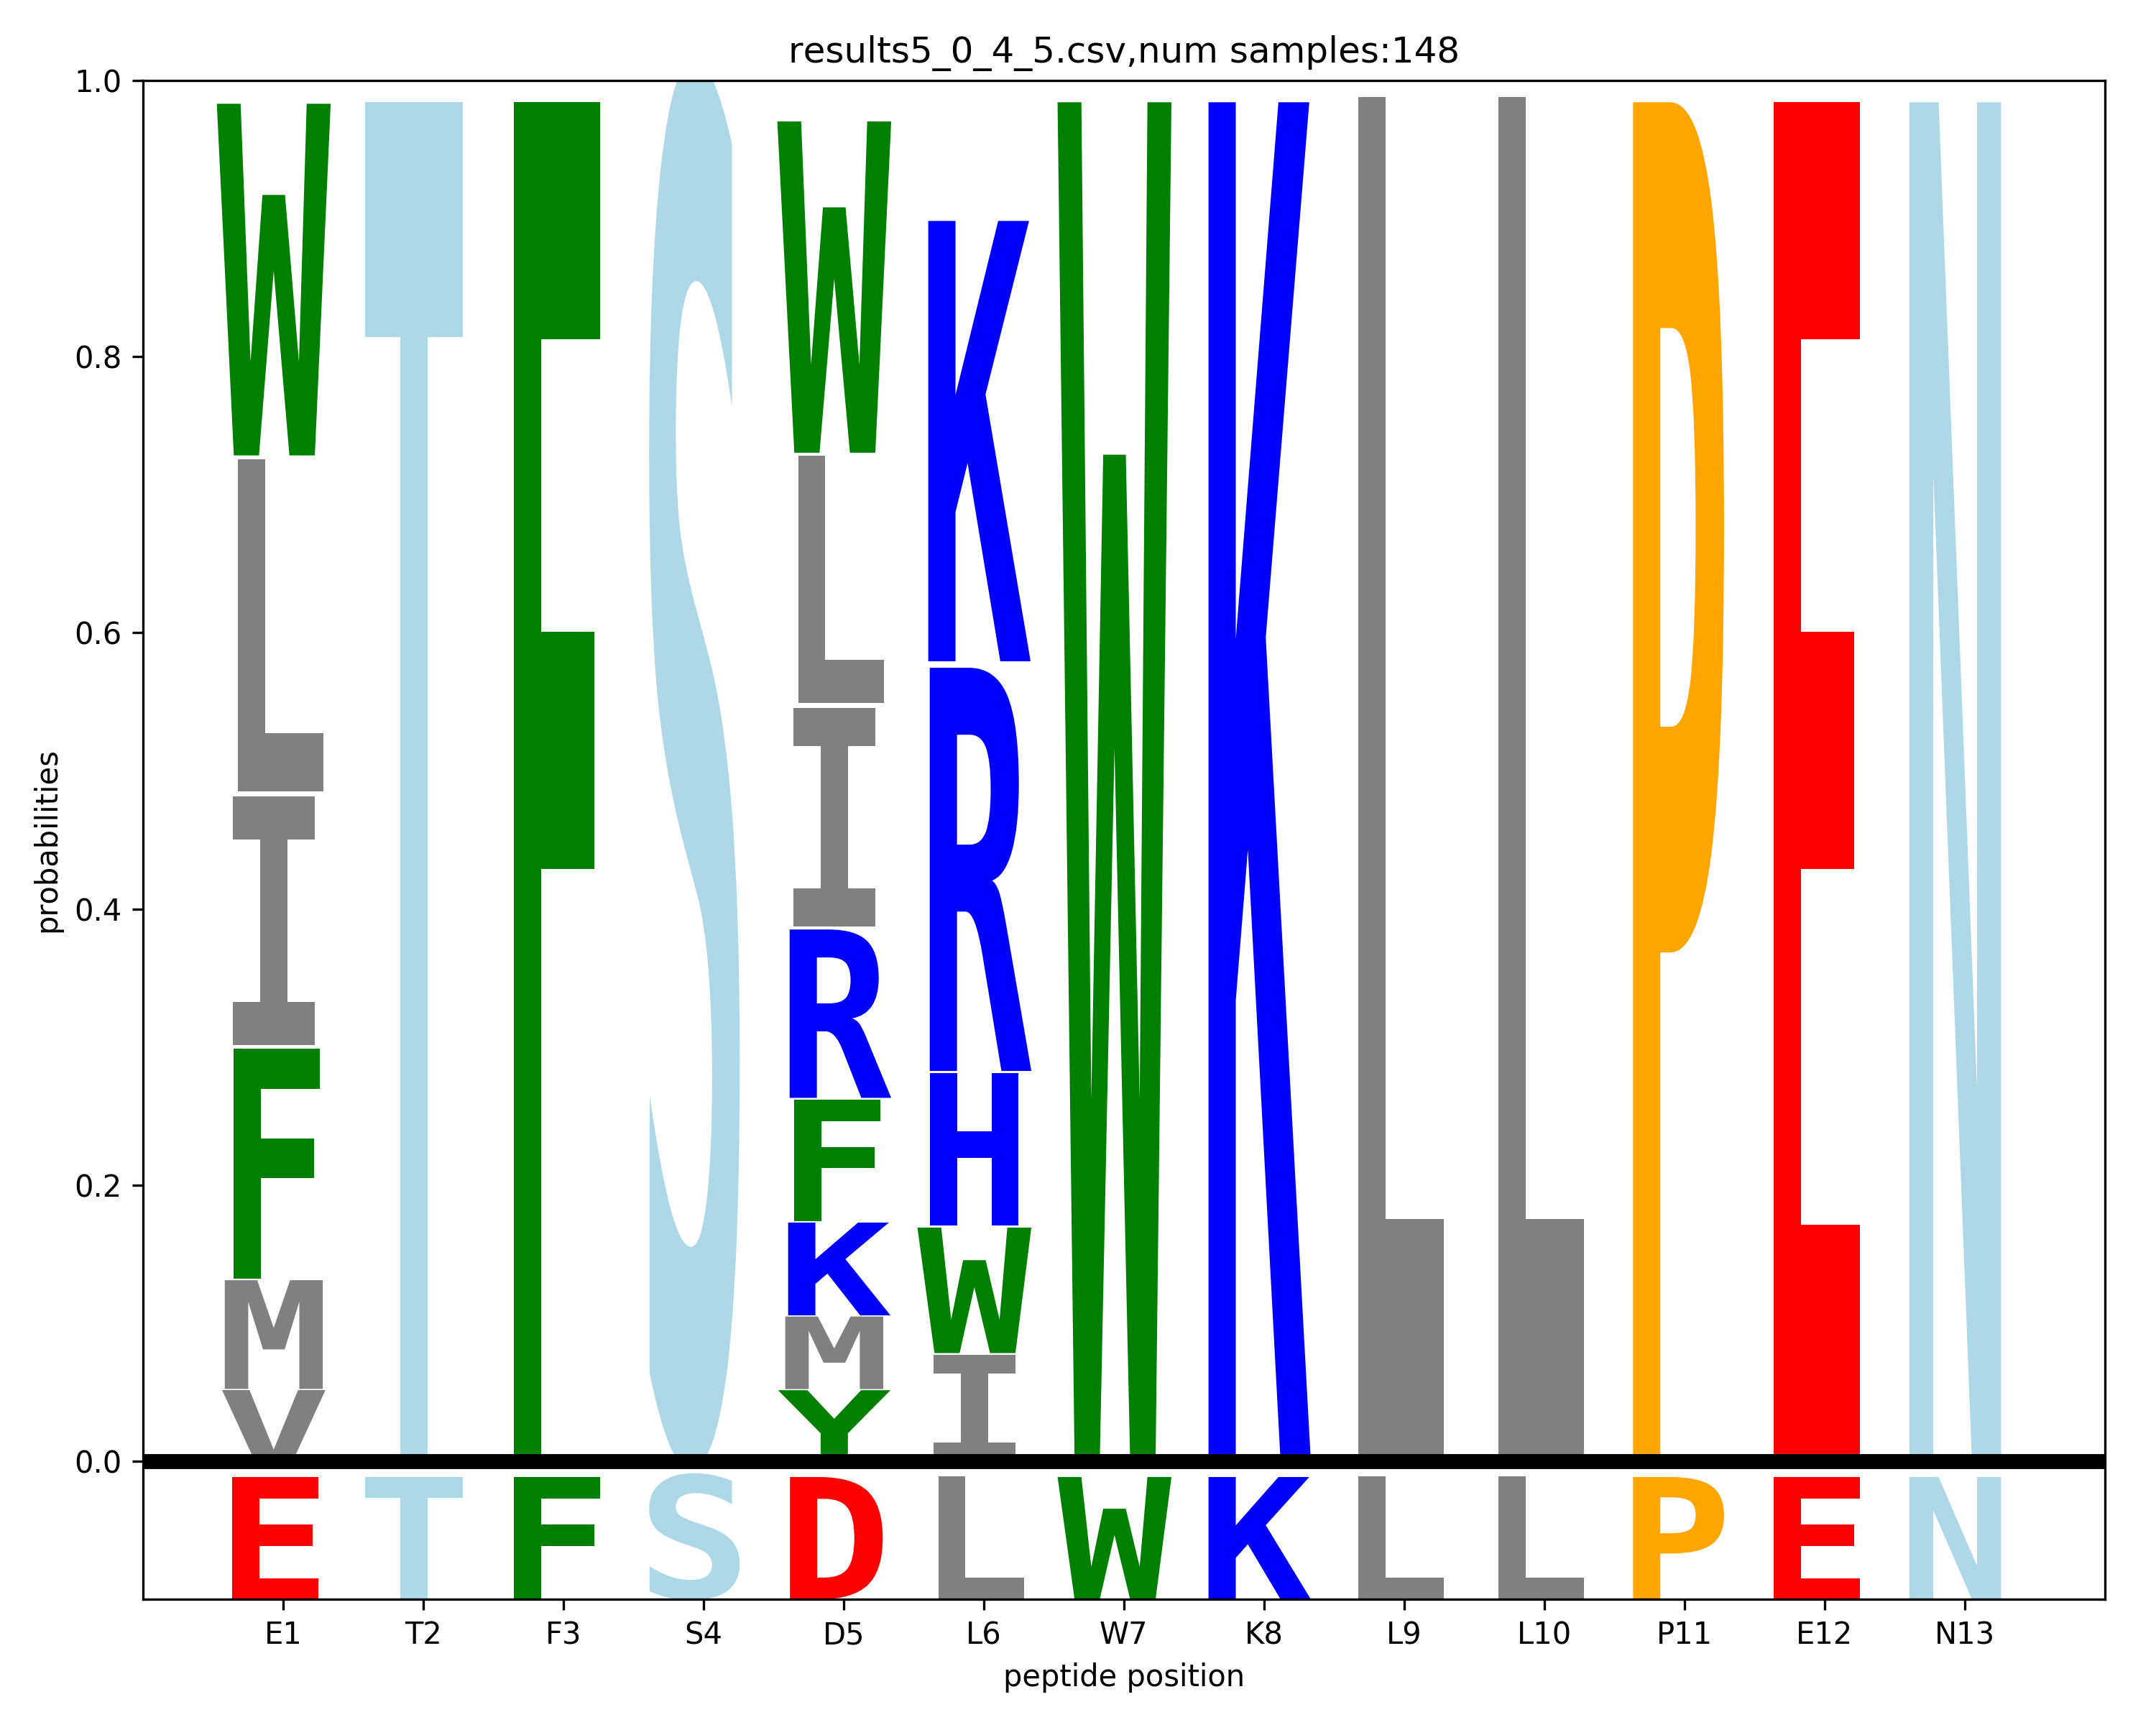 results5_0_4_5.csv,num samples:148
1.0
0.8
0.6
0.4
0.2
0.0
probabilities
W T F S W K W K L L P E N
L I R F K M Y
I R H W I
F
M
V
E T F S D L W K L L P E N
E1 T2 F3 S4 D5 L6 W7 K8 L9 L10 P11 E12 N13
peptide position